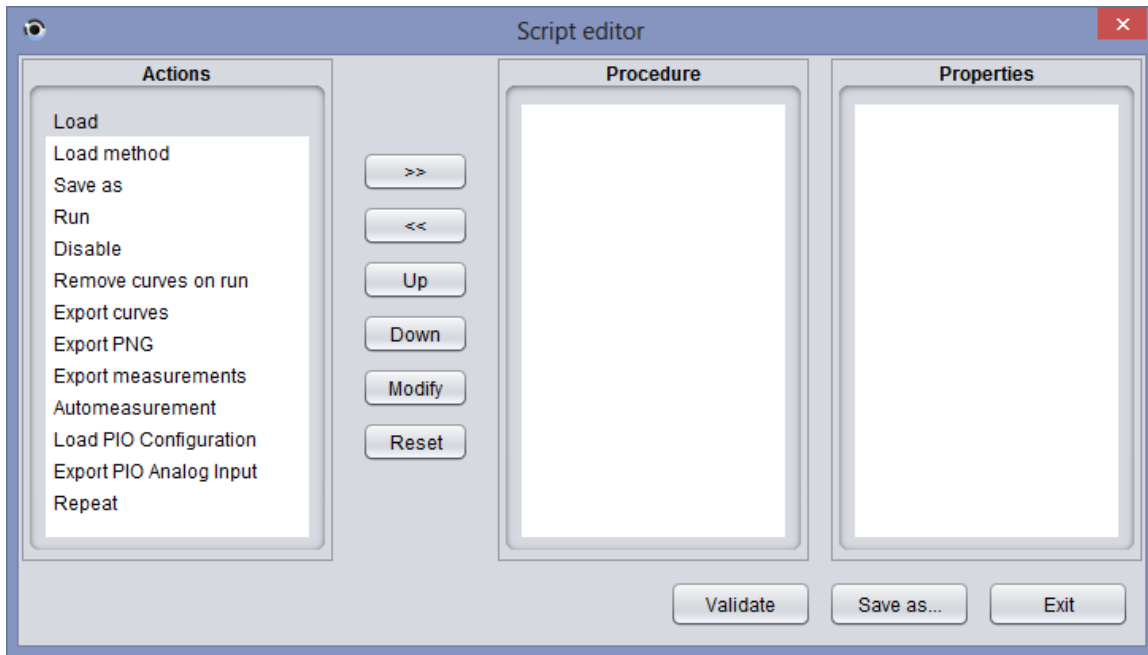 Script editor
Actions
Load
Load method
Save as
Run
Disable
Remove curves on run
Export curves
Export PNG
Export measurements
Automeasurement
Load PIO Configuration
Export PIO Analog Input
Repeat
>>
<<
Up
Down
Modify
Reset
Procedure
Properties
Validate
Save as...
Exit